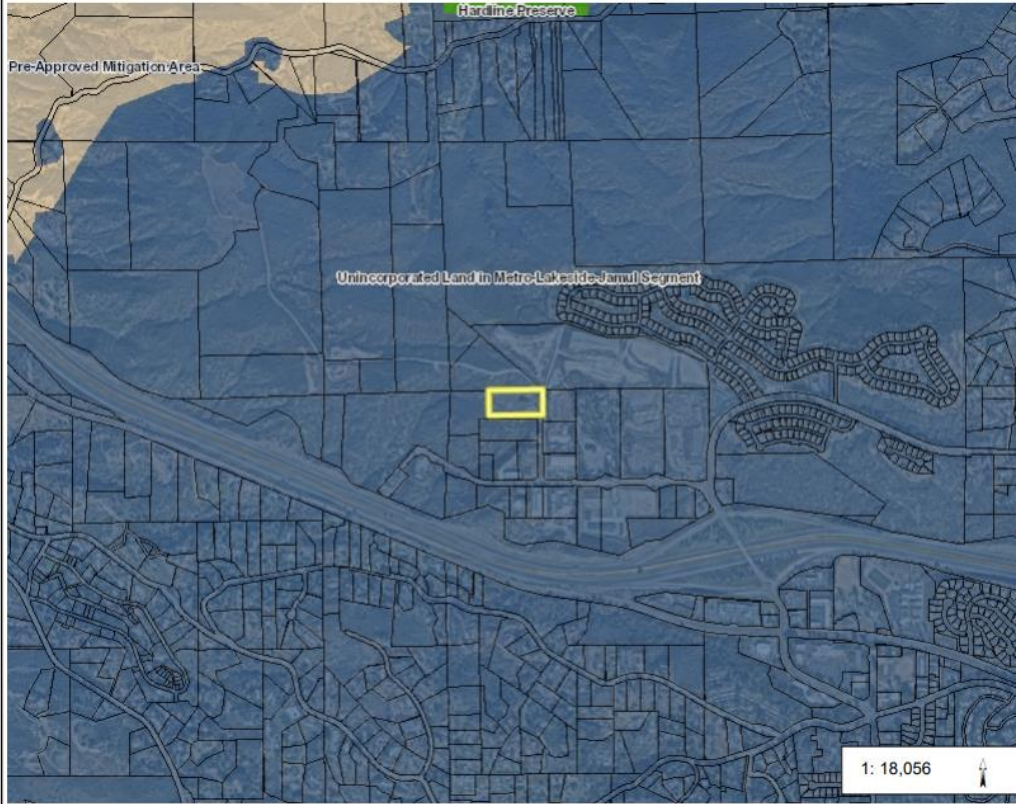 Hardline Preserve
Pre-Approved Mitigation Area
Unincorporated Land in Metro-Lakeside-Jamul Segment
1: 18,056